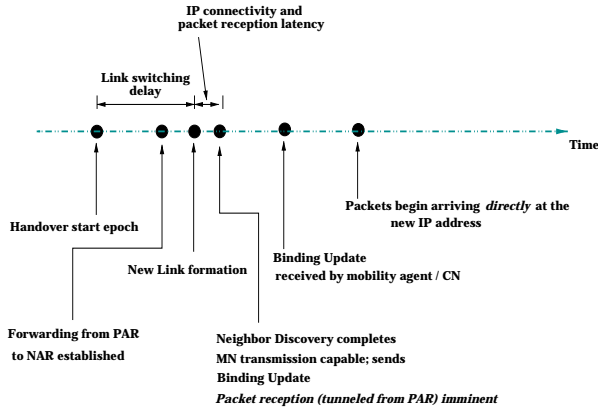 IP connectivity and
packet reception latency
Link switching
delay
Time
Handover start epoch
Packets begin arriving directly at the
new IP address
New Link formation
Binding Update
received by mobility agent / CN
Forwarding from PAR
to NAR established
Neighbor Discovery completes
MN transmission capable; sends
Binding Update
Packet reception (tunneled from PAR) imminent